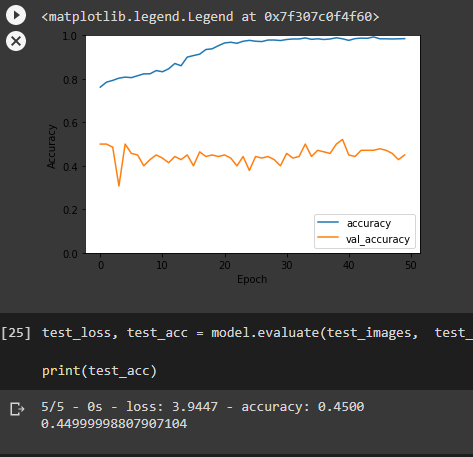 <matplotlib.legend.Legend at 0x7f307c0f4f60>
1.0
0.8
0.6
0.4
0.2
0.0
Accuracy
accuracy
val_accuracy
0 10 20 30 40 50
Epoch
[25] test_loss, test_acc = model.evaluate(test_images, test_
print(test_acc)
5/5 - 0s - loss: 3.9447 - accuracy: 0.4500
0.44999998807907104